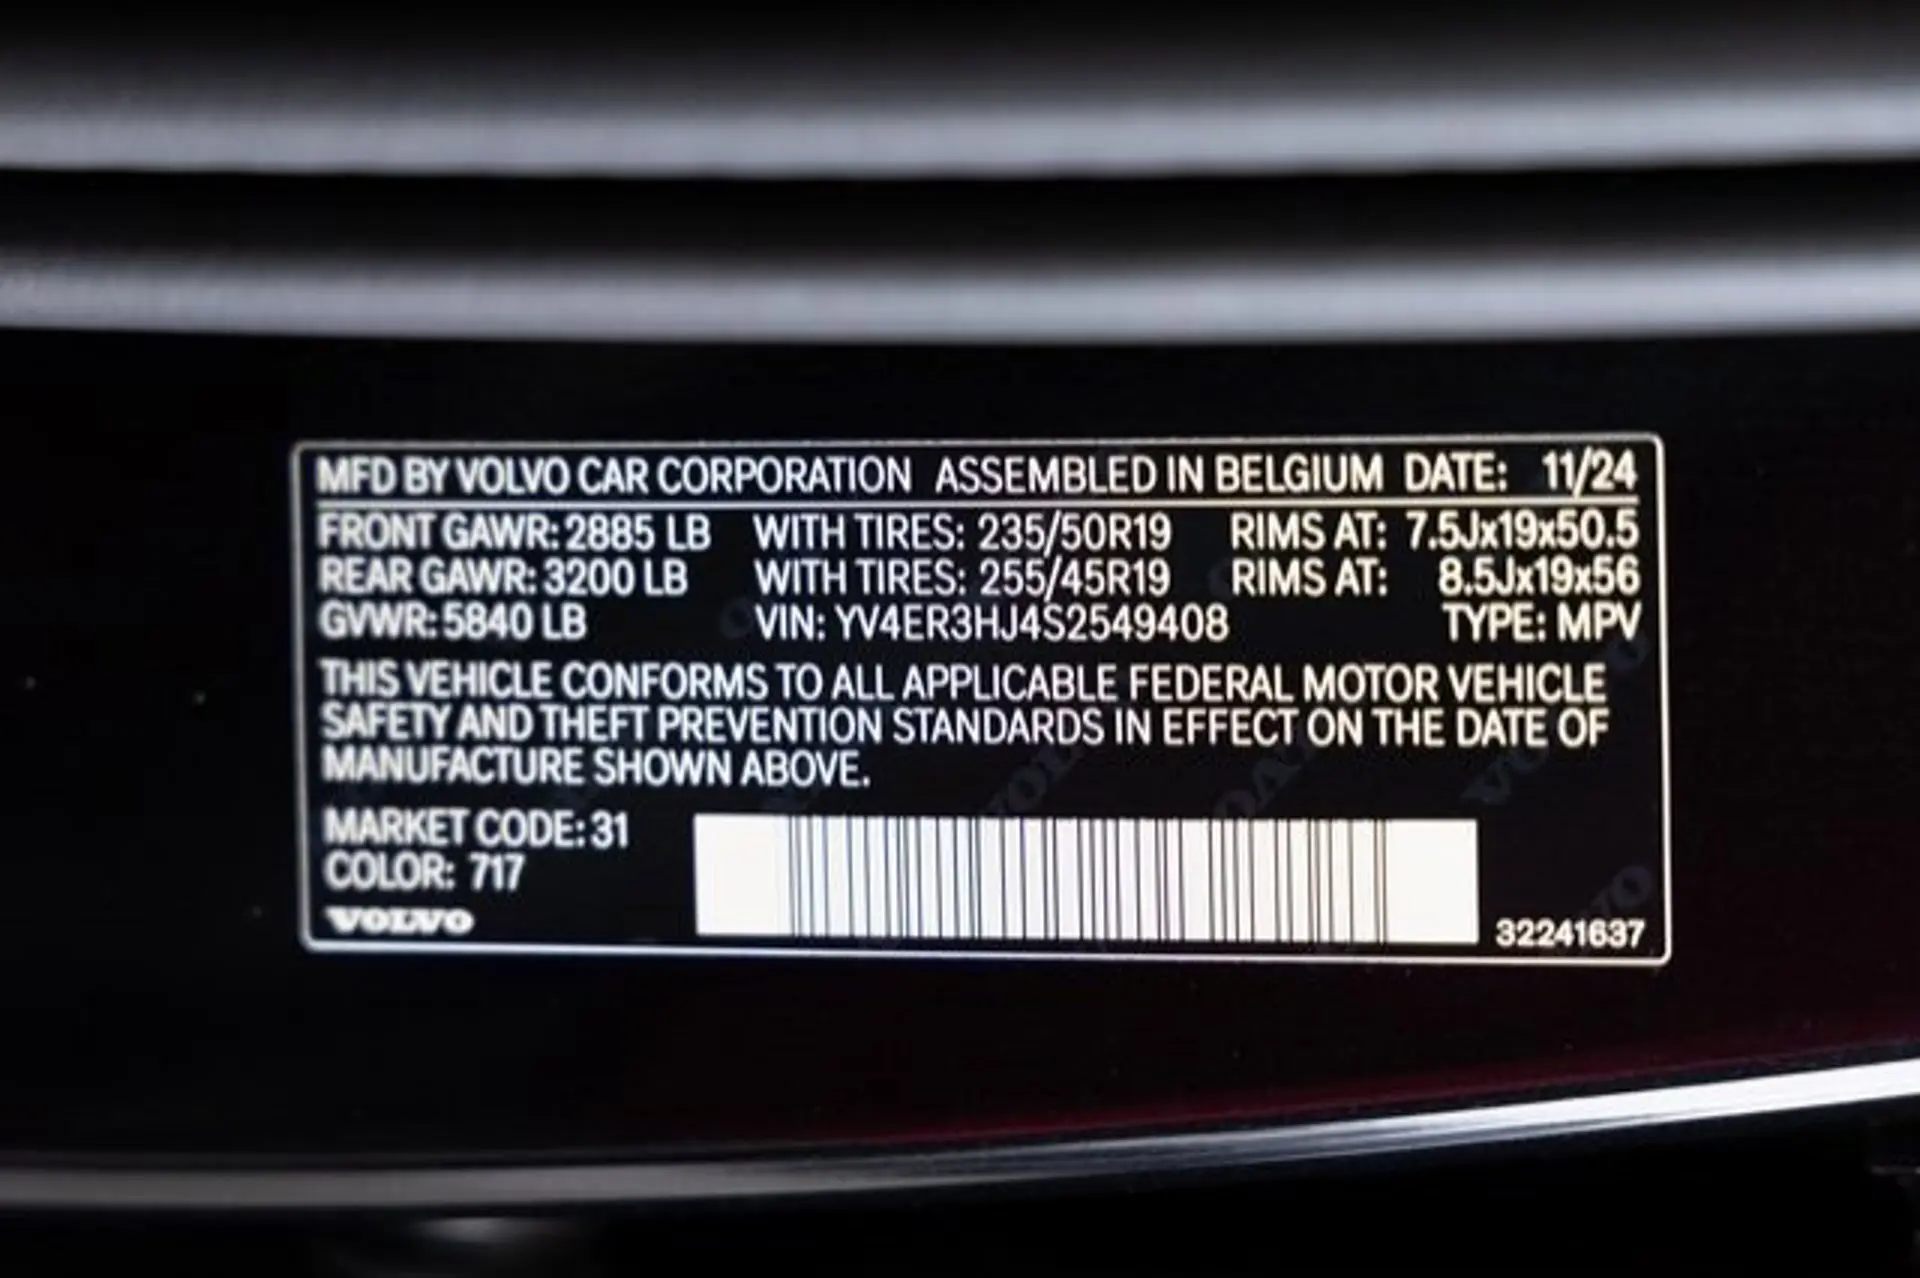 MFD BY VOLVO CAR CORPORATION ASSEMBLED IN BELGIUM DATE: 11/24
FRONT GAWR: 2885 LB WITH TIRES: 235/50R19 RIMS AT: 7.5Jx19x50.5
REAR GAWR: 3200 LB WITH TIRES: 255/45R19 RIMS AT: 8.5Jx19x56
GVWR: 5840 LB VIN: YV4ER3HJ4S2549408 TYPE: MPV
THIS VEHICLE CONFORMS TO ALL APPLICABLE FEDERAL MOTOR VEHICLE
SAFETY AND THEFT PREVENTION STANDARDS IN EFFECT ON THE DATE OF
MANUFACTURE SHOWN ABOVE.
MARKET CODE: 31
COLOR: 717
VOLVO
32241637